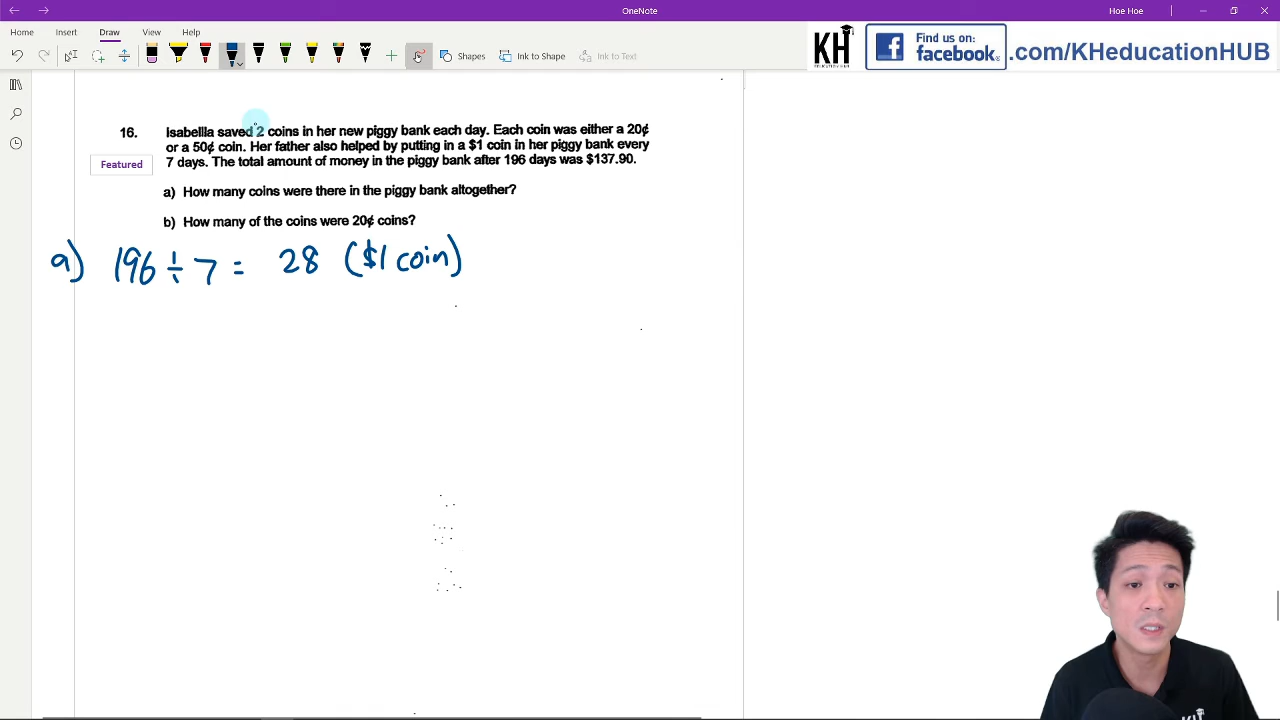 OneNote
Hoe Hoe
Home Insert Draw View Help
Shapes Ink to Shape Ink to Text
KH
EDUCATION HUB
Find us on:
facebook
.com/KHeducationHUB
16. Isabellla saved 2 coins in her new piggy bank each day. Each coin was either a 20¢
or a 50¢ coin. Her father also helped by putting in a $1 coin in her piggy bank every
7 days. The total amount of money in the piggy bank after 196 days was $137.90.
Featured
a) How many coins were there in the piggy bank altogether?
b) How many of the coins were 20¢ coins?
a) 196 ÷ 7 = 28 ($1 coin)
KH